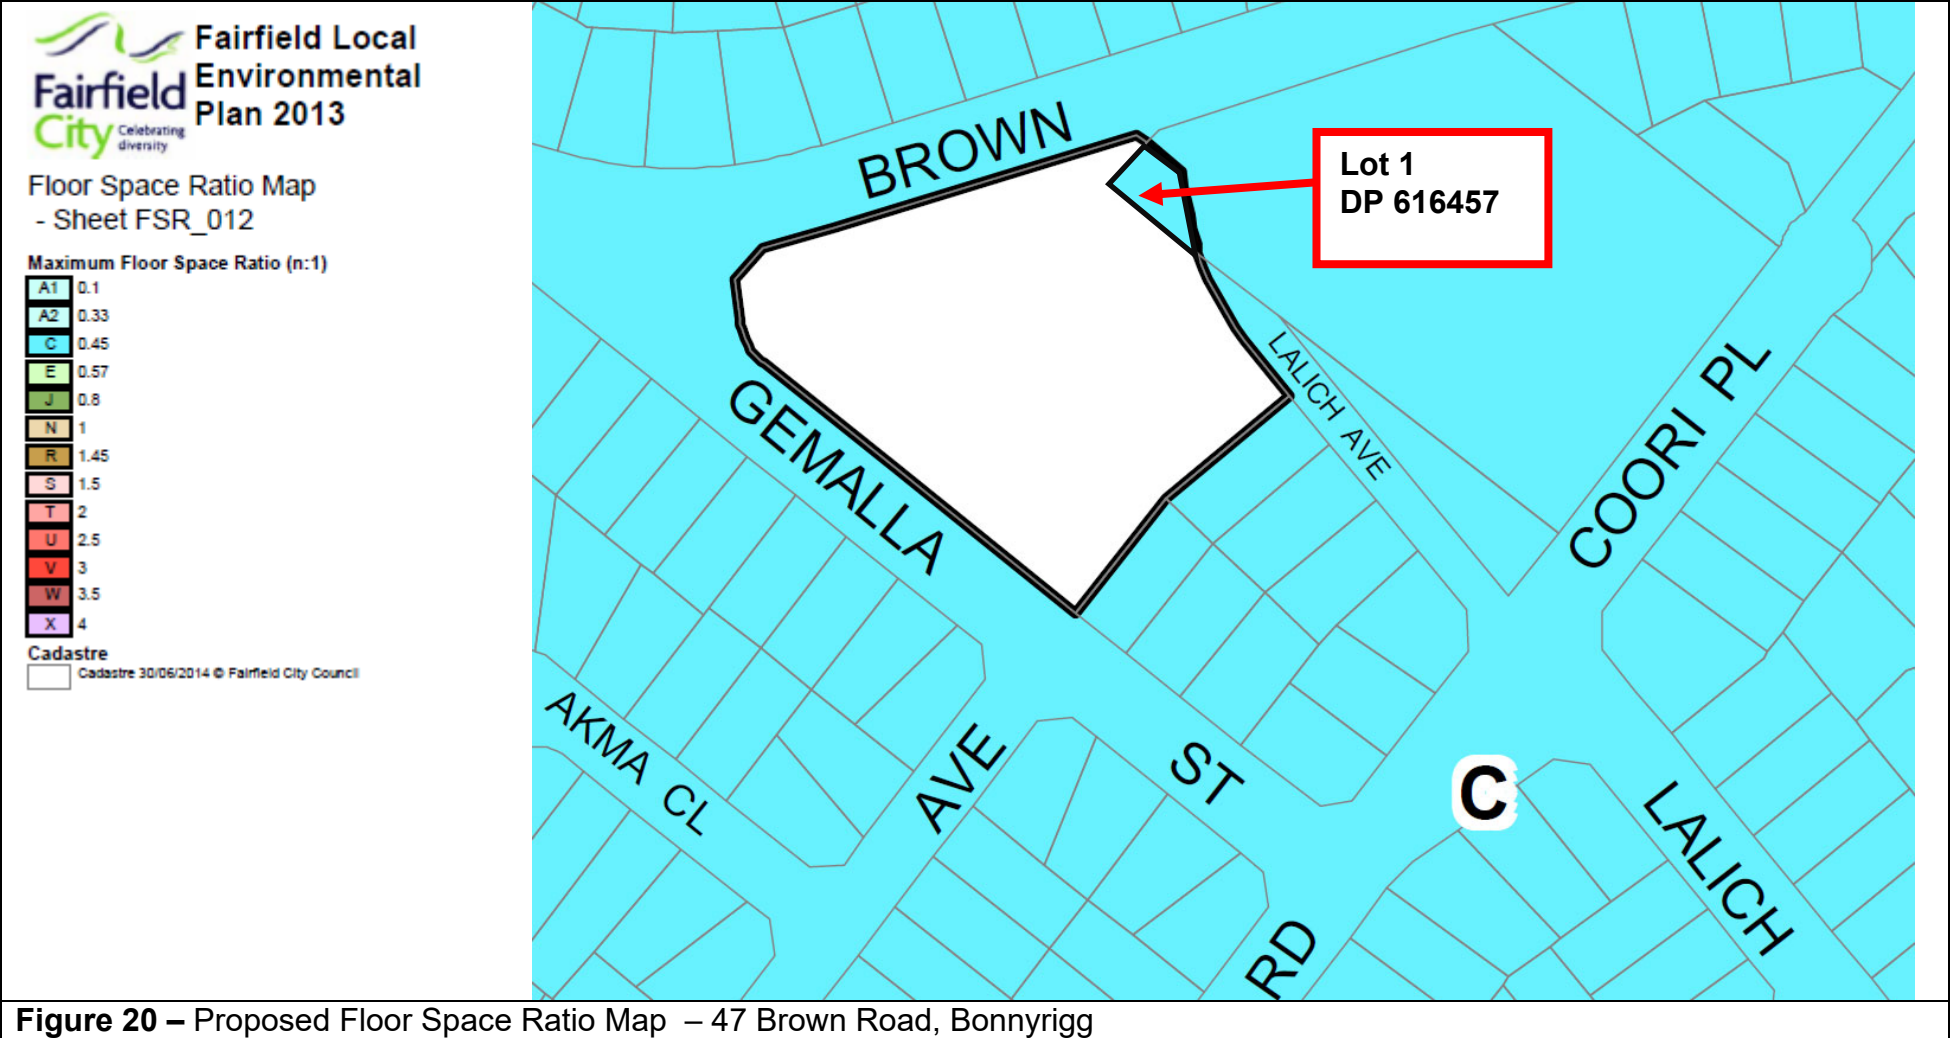 Fairfield
City
Celebrating
diversity
Fairfield Local
Environmental
Plan 2013
Floor Space Ratio Map
- Sheet FSR_012
Maximum Floor Space Ratio (n:1)
A1 0.1
A2 0.33
C 0.45
E 0.57
J 0.8
N 1
R 1.45
S 1.5
T 2
U 2.5
V 3
W 3.5
X 4
Cadastre
Cadastre 30/06/2014 © Fairfield City Council
BROWN
Lot 1
DP 616457
LALICH AVE
COORI PL
GEMALLA
ST
AKMA CL
AVE
C
LALICH
RD
Figure 20 – Proposed Floor Space Ratio Map – 47 Brown Road, Bonnyrigg